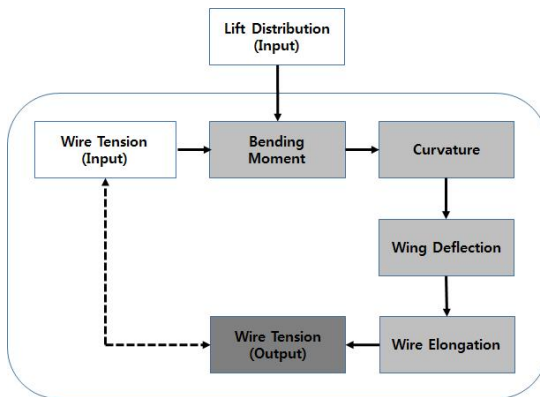 Lift Distribution
(Input)
Wire Tension
(Input)
Bending
Moment
Curvature
Wing Deflection
Wire Elongation
Wire Tension
(Output)